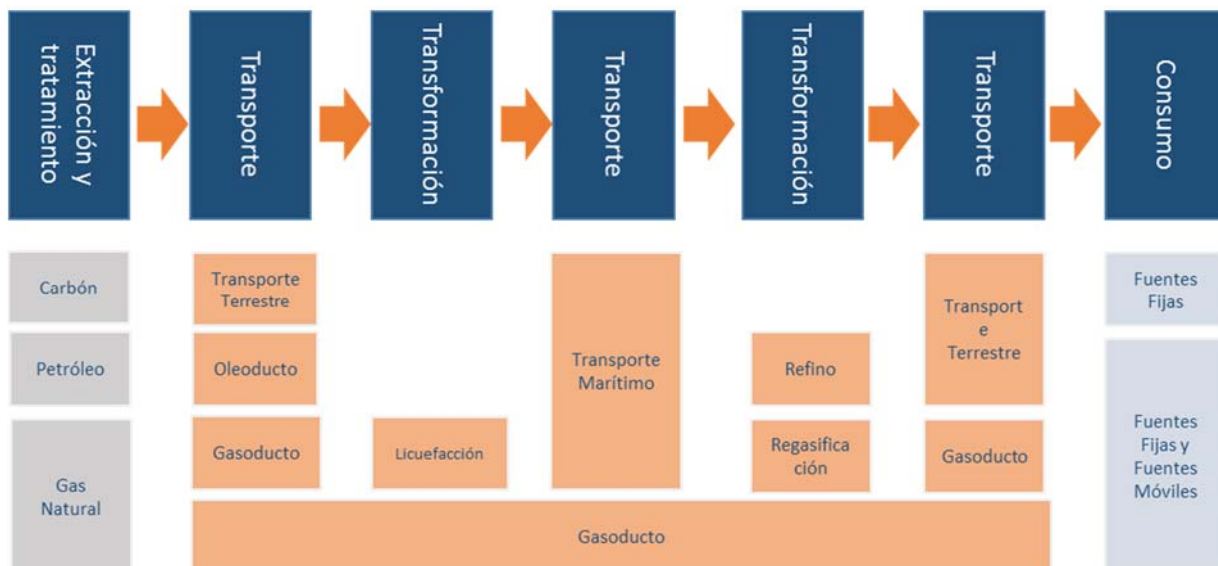 Extracción y
tratamiento
Transporte
Transformación
Transporte
Transformación
Transporte
Consumo
Carbón
Transporte
Terrestre
Transporte
Marítimo
Transport
e
Terrestre
Fuentes
Fijas
Petróleo
Oleoducto
Refino
Gas
Natural
Gasoducto
Licuefacción
Regasifica
ción
Gasoducto
Fuentes
Fijas y
Fuentes
Móviles
Gasoducto